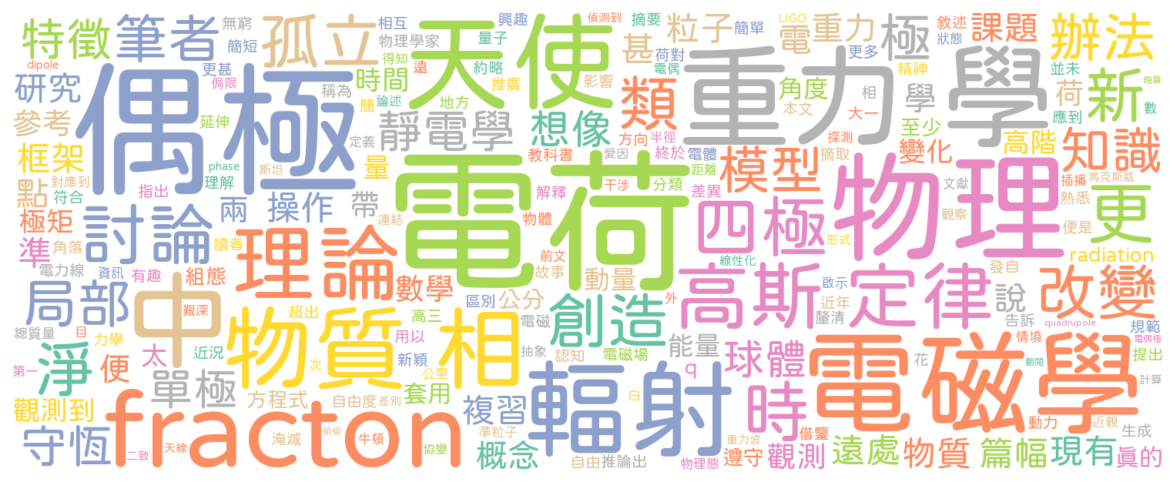 特徵 筆者 無窮 孤立 相互 興趣 偵測到 摘要 粒子 簡單 電 重力 LIGO 極 敘述 課題 辦法
dipole 簡短 物理學家 量子 天使 甚 荷對 狀態
研究 更甚 得知 遠 電偶 更多 精神 並未
偶極 侷限 稱為 時間 約略 推廣 影響 類 角度 重力 學 荷 新
參考 延伸 論述 簡 地方 本文 大一 相 至少 應到 數
框架 定義 靜電學 想像 方向 半徑 探測 高階 知識
點 對應到 phase 理解 斯坦 量 教科書 終於 電體 距離 模型 摘取 變化 插播 馬克斯威
符合 指出 兩 操作 帶 電荷 解釋 愛因 干涉 分類 差異 文獻 物理 熟悉 更
極矩 討論 連結 物體 四極 觀察 便是
準 角落 讀者 理論 前文 線性化 形式 radiation
電力線 資訊 有趣 組態 數學 故事 動量 高斯定律 啟示 發自 改變
局部 中 艱深 超出 區別 公分 創造 外 近年 說
總質量 目 物質 高三 電磁 釐清 告訴 quadrupole
力學 用以 相 能量 情境 規範 電偶極
淨 便 太 近況 新穎 抽象 認知 電磁場 q 球體 電磁學 提出 翻閱
第一 次 公里 輻射 時 花 計算
單極 方程式 自由度 差別 套用
觀測到 fracton 複習 白 借鑒 動力 近親 生成
守恆 淹滅 偷偷 準粒子 重力波
二致 天線 牛頓 協變 概念 自由 推論出 物理態 遵守 觀測 遠處 物質 篇幅 現有 真的